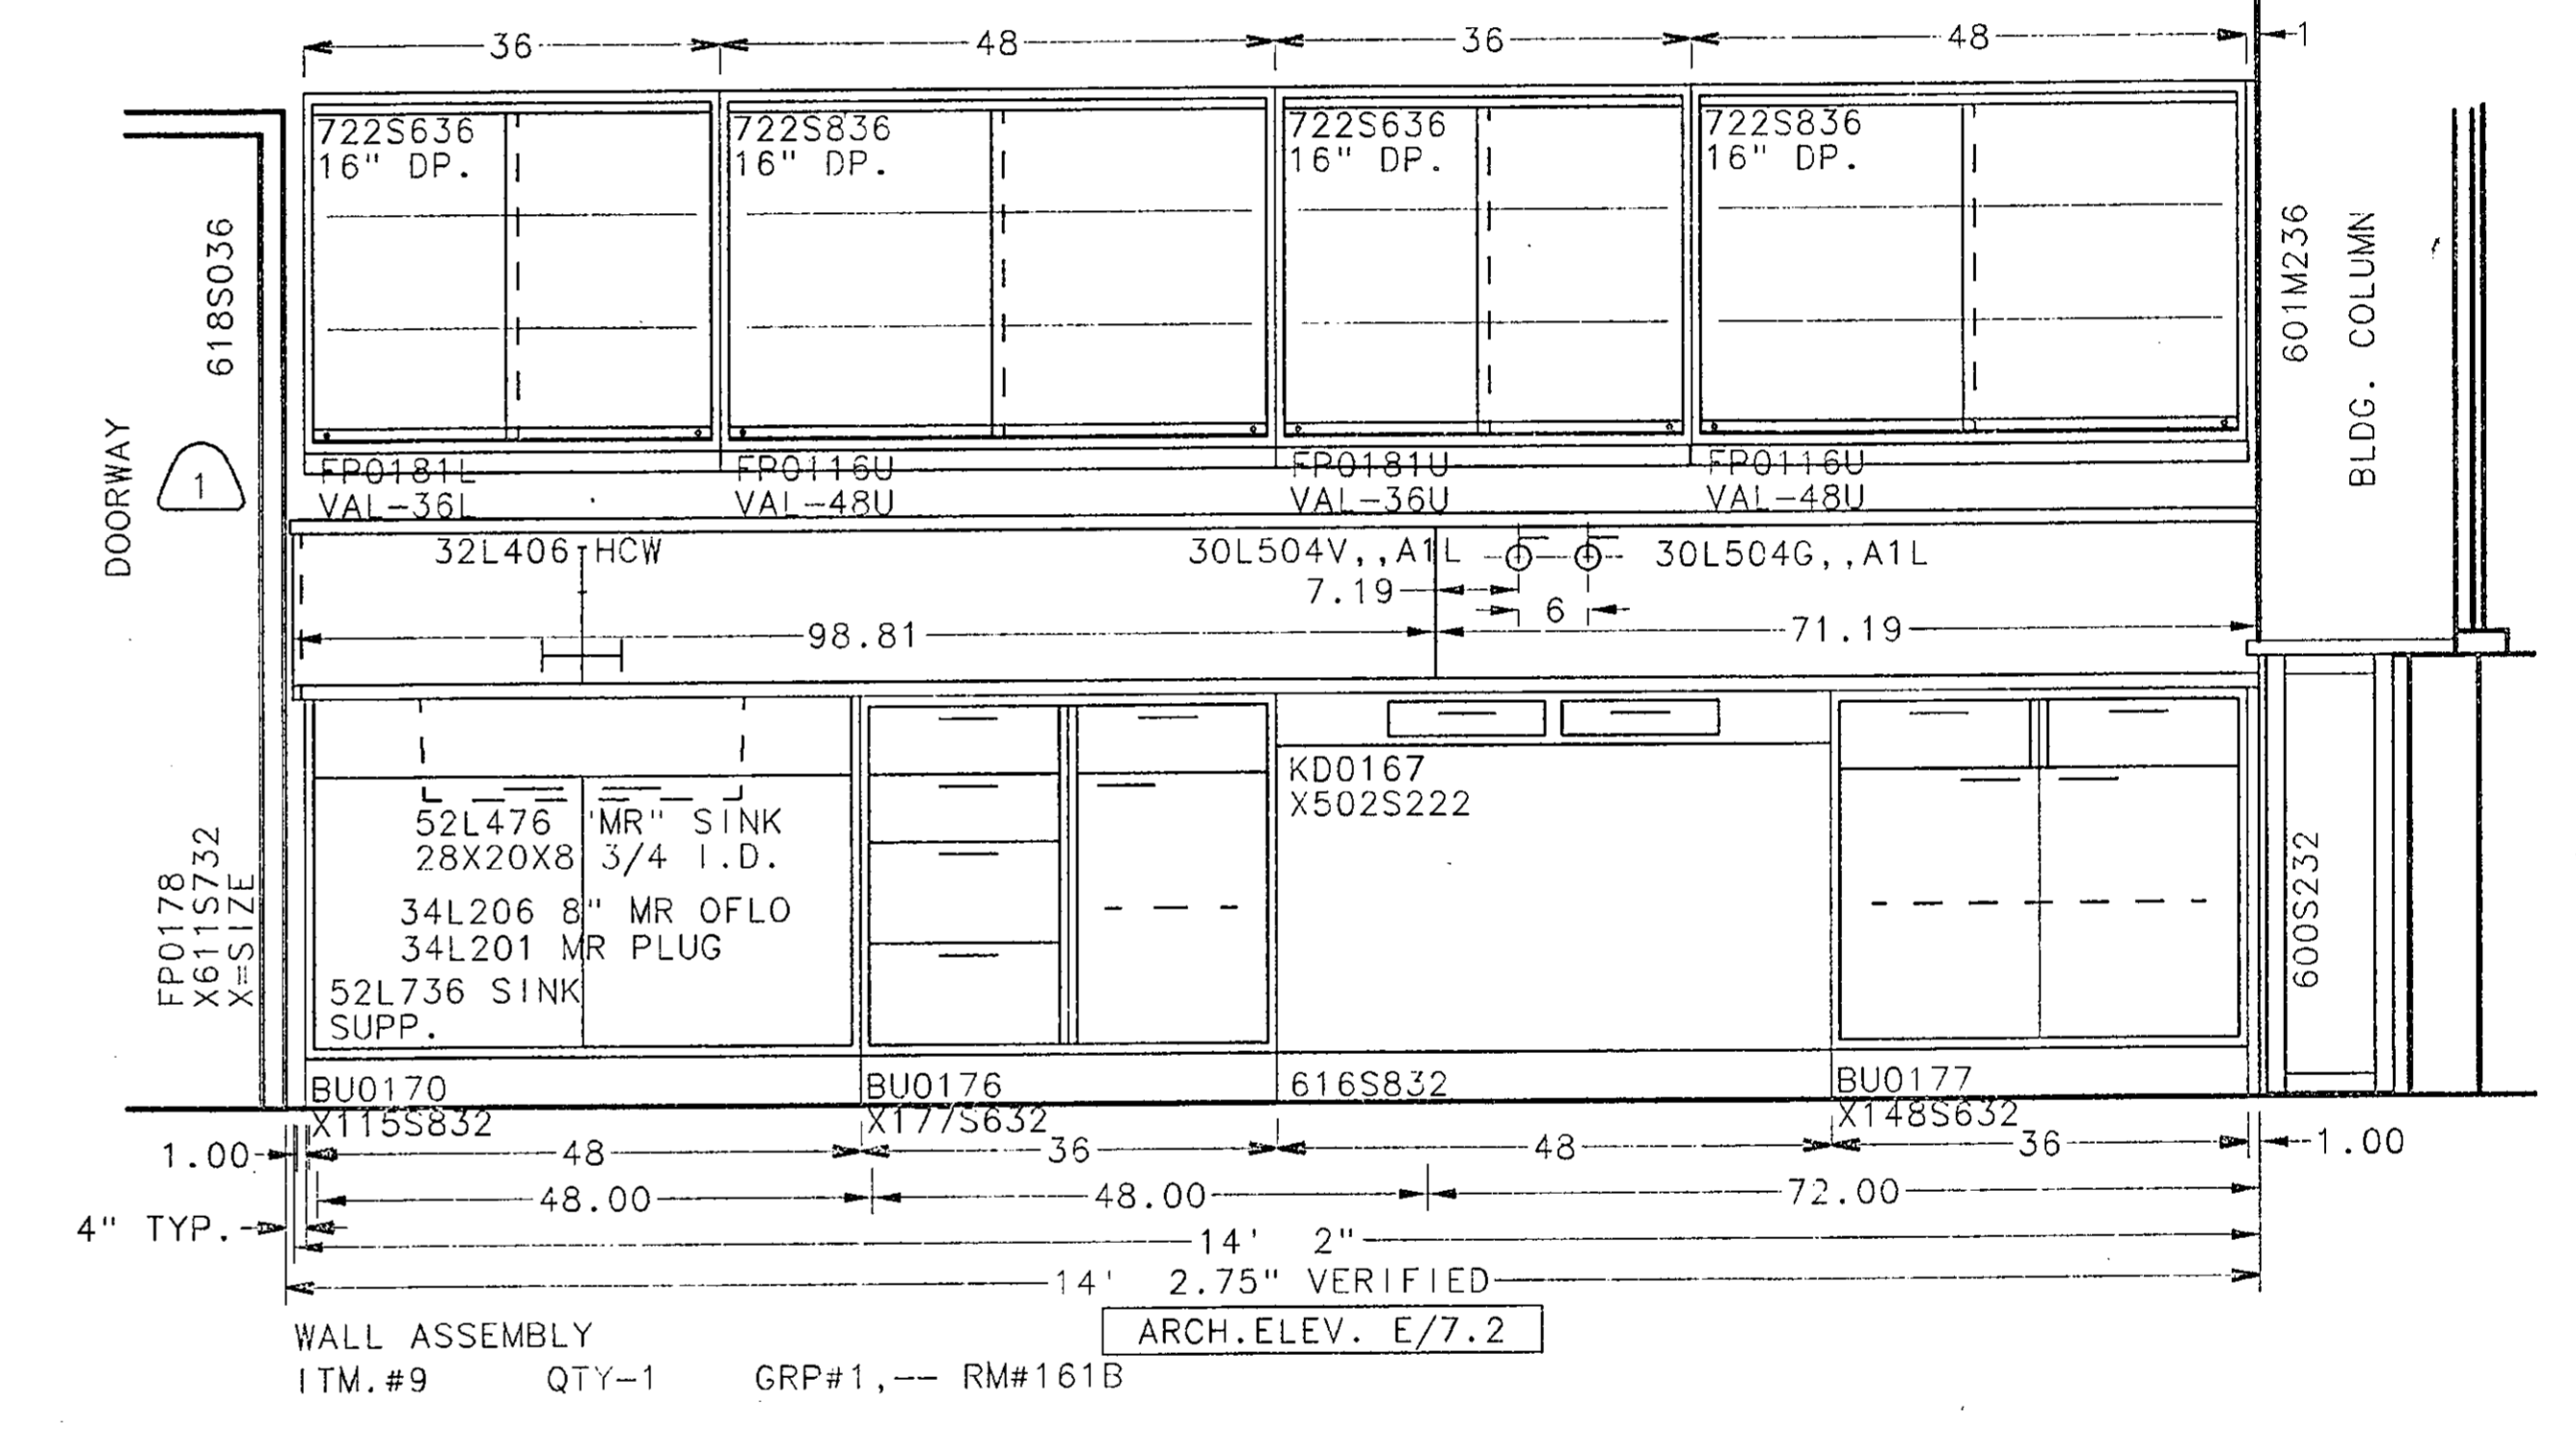 36 48 36 48 1
722S636
16" DP.
722S836
16" DP.
722S636
16" DP.
722S836
16" DP.
618S036
601M236
BLDG. COLUMN
DOORWAY
1
FP0181L
VAL-36L
FP0116U
VAL-48U
FP0181U
VAL-36U
FP0116U
VAL-48U
32L406 HCW
30L504V,,A1L
30L504G,,A1L
7.19
6
98.81
71.19
KD0167
X502S222
52L476 "MR" SINK
28X20X8 3/4 I.D.
34L206 8" MR OFLO
34L201 MR PLUG
52L736 SINK
SUPP.
FP0178
X611S732
X=SIZE
600S232
BU0170
X115S832
BU0176
X177S632
616S832
BU0177
X148S632
1.00 48 36 48 36 1.00
48.00 48.00 72.00
4" TYP.
14' 2"
14' 2.75" VERIFIED
ARCH.ELEV. E/7.2
WALL ASSEMBLY
ITM.#9 QTY-1 GRP#1,-- RM#161B